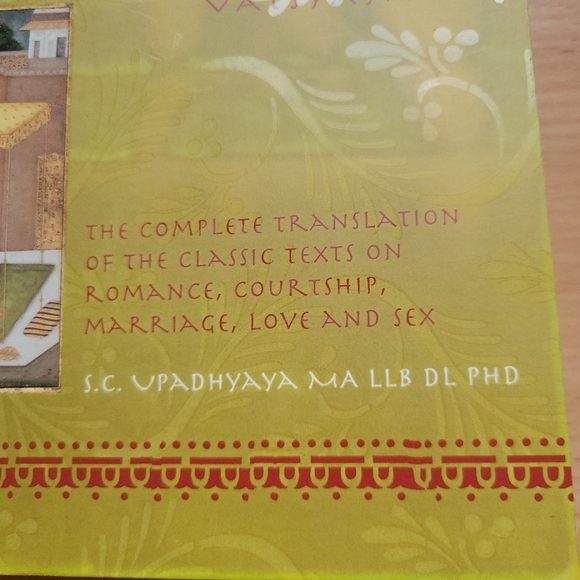 THE COMPLETE TRANSLATION
OF THE CLASSIC TEXTS ON
ROMANCE, COURTSHIP,
MARRIAGE, LOVE AND SEX
S.C. UPADHYAYA MA LLB DL PHD